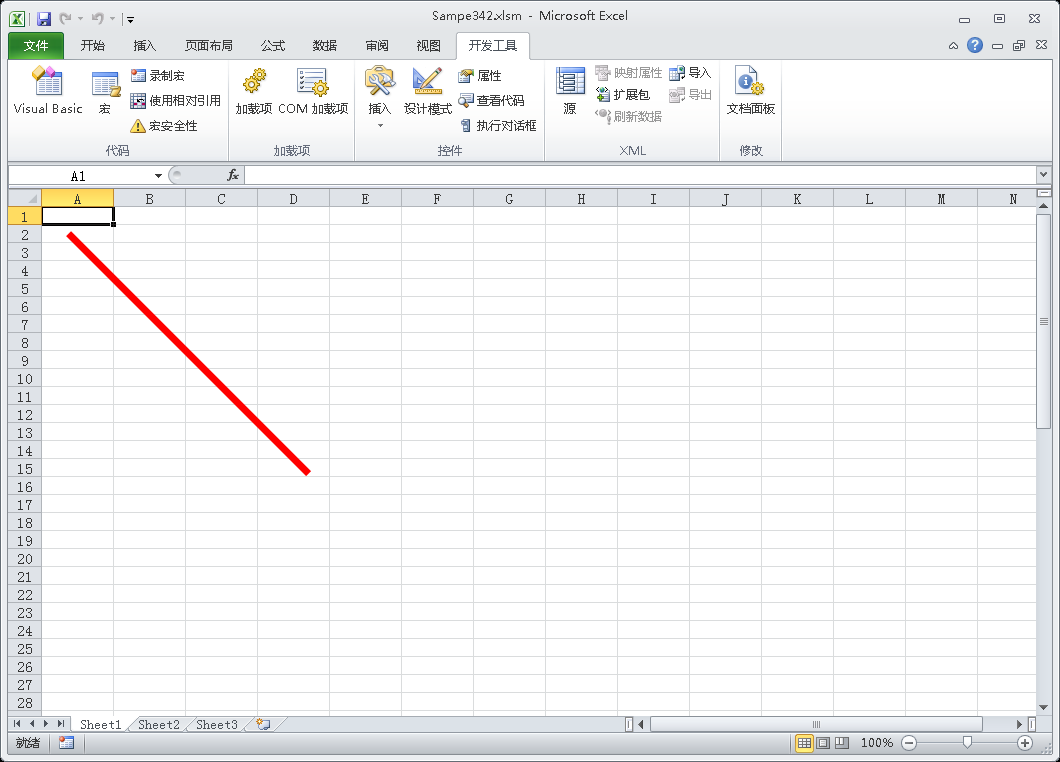 Sampe342.xlsm - Microsoft Excel
文件 开始 插入 页面布局 公式 数据 审阅 视图 开发工具
Visual Basic
宏
录制宏
使用相对引用
宏安全性
代码
加载项
COM 加载项
加载项
插入
设计模式
属性
查看代码
执行对话框
控件
源
映射属性
扩展包
刷新数据
导入
导出
XML
文档面板
修改
A1
fx
A B C D E F G H I J K L M N
1
2
3
4
5
6
7
8
9
10
11
12
13
14
15
16
17
18
19
20
21
22
23
24
25
26
27
28
Sheet1 Sheet2 Sheet3
就绪
100%